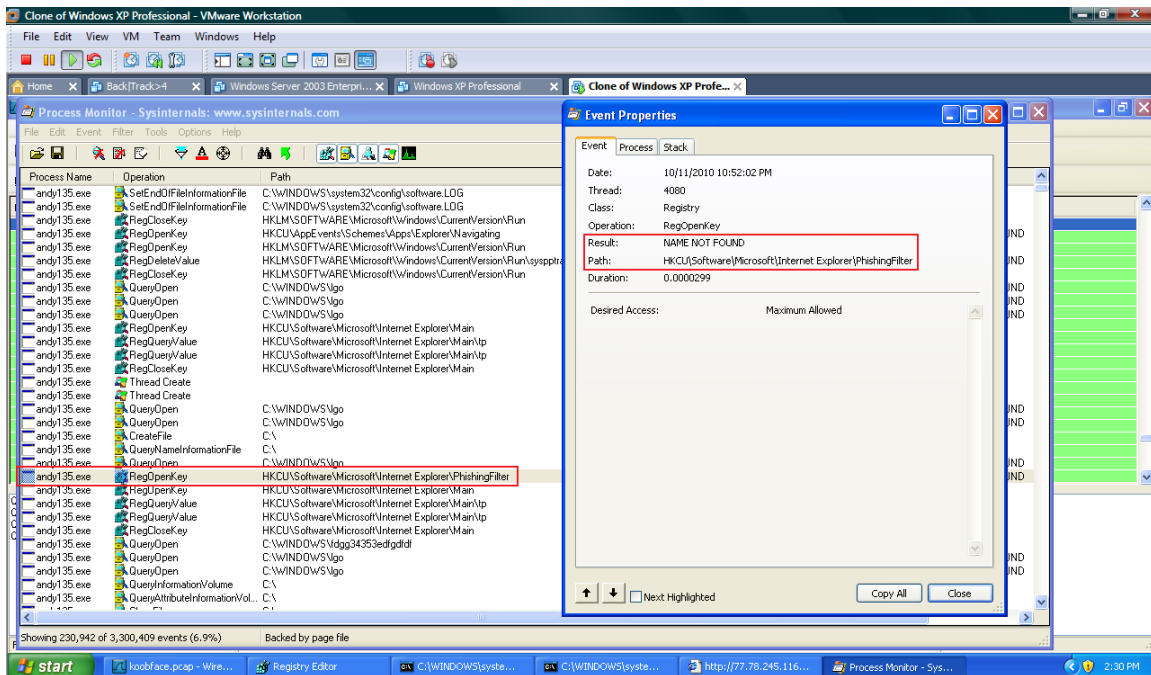 Clone of Windows XP Professional - VMware Workstation
File Edit View VM Team Windows Help
Home Back|Track>4 Windows Server 2003 Enterpri... Windows XP Professional Clone of Windows XP Profe...
Process Monitor - Sysinternals: www.sysinternals.com
File Edit Event Filter Tools Options Help
Process Name Operation Path
andy135.exe SetEndOfFileInformationFile C:\WINDOWS\system32\config\software.LOG
andy135.exe SetEndOfFileInformationFile C:\WINDOWS\system32\config\software.LOG
andy135.exe RegCloseKey HKLM\SOFTWARE\Microsoft\Windows\CurrentVersion\Run
andy135.exe RegOpenKey HKCU\AppEvents\Schemes\Apps\Explorer\Navigating UND
andy135.exe RegOpenKey HKLM\SOFTWARE\Microsoft\Windows\CurrentVersion\Run
andy135.exe RegDeleteValue HKLM\SOFTWARE\Microsoft\Windows\CurrentVersion\Run\syspptra UND
andy135.exe RegCloseKey HKLM\SOFTWARE\Microsoft\Windows\CurrentVersion\Run
andy135.exe QueryOpen C:\WINDOWS\lgo UND
andy135.exe QueryOpen C:\WINDOWS\lgo UND
andy135.exe QueryOpen C:\WINDOWS\lgo UND
andy135.exe RegOpenKey HKCU\Software\Microsoft\Internet Explorer\Main
andy135.exe RegQueryValue HKCU\Software\Microsoft\Internet Explorer\Main\tp
andy135.exe RegQueryValue HKCU\Software\Microsoft\Internet Explorer\Main\tp
andy135.exe RegCloseKey HKCU\Software\Microsoft\Internet Explorer\Main
andy135.exe Thread Create
andy135.exe Thread Create
andy135.exe QueryOpen C:\WINDOWS\lgo UND
andy135.exe QueryOpen C:\WINDOWS\lgo UND
andy135.exe CreateFile C:\
andy135.exe QueryNameInformationFile C:\
andy135.exe QueryOpen C:\WINDOWS\lgo UND
andy135.exe RegOpenKey HKCU\Software\Microsoft\Internet Explorer\PhishingFilter UND
andy135.exe RegOpenKey HKCU\Software\Microsoft\Internet Explorer\Main
andy135.exe RegQueryValue HKCU\Software\Microsoft\Internet Explorer\Main\tp
andy135.exe RegQueryValue HKCU\Software\Microsoft\Internet Explorer\Main\tp
andy135.exe RegCloseKey HKCU\Software\Microsoft\Internet Explorer\Main
andy135.exe QueryOpen C:\WINDOWS\fdgg34353edfgdfdf
andy135.exe QueryOpen C:\WINDOWS\lgo UND
andy135.exe QueryOpen C:\WINDOWS\lgo UND
andy135.exe QueryInformationVolume C:\
andy135.exe QueryAttributeInformationVol... C:\
Showing 230,942 of 3,300,409 events (6.9%) Backed by page file
Event Properties
Event Process Stack
Date: 10/11/2010 10:52:02 PM
Thread: 4080
Class: Registry
Operation: RegOpenKey
Result: NAME NOT FOUND
Path: HKCU\Software\Microsoft\Internet Explorer\PhishingFilter
Duration: 0.0000299
Desired Access: Maximum Allowed
Next Highlighted Copy All Close
start koobface.pcap - Wire... Registry Editor C:\WINDOWS\syste... C:\WINDOWS\syste... http://77.78.245.116... Process Monitor - Sys... 2:30 PM